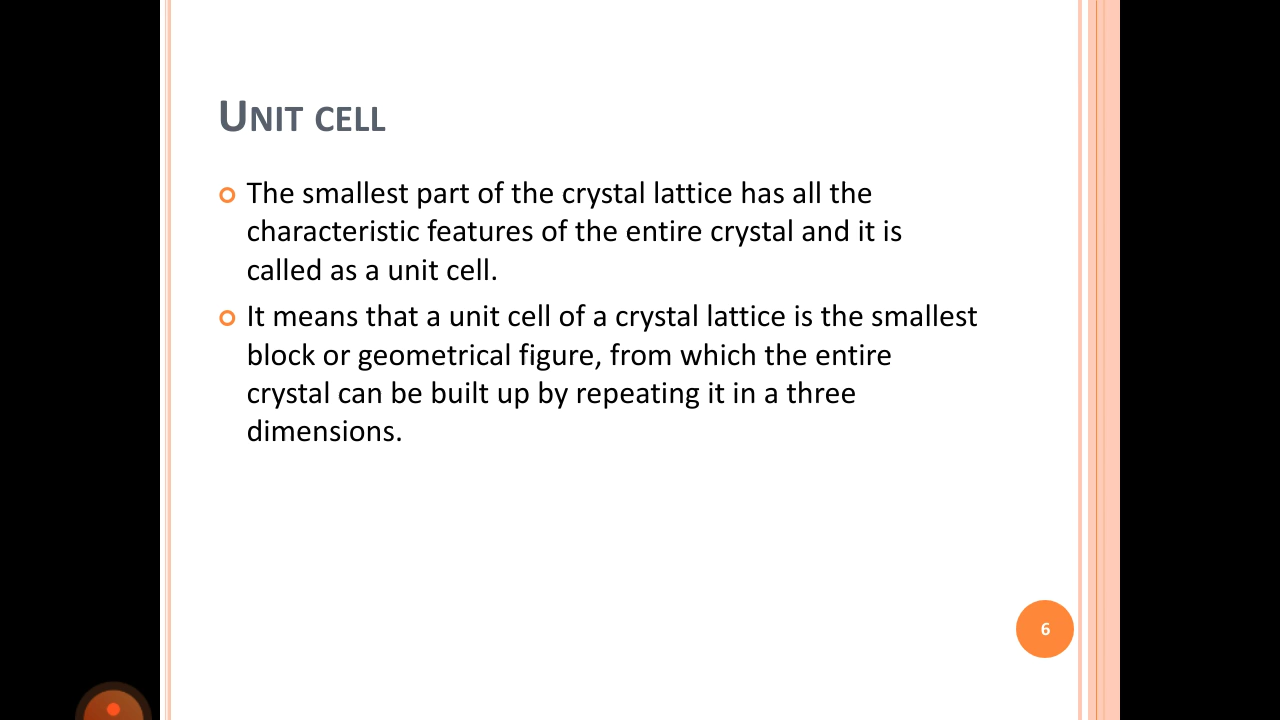 UNIT CELL
The smallest part of the crystal lattice has all the
characteristic features of the entire crystal and it is
called as a unit cell.
It means that a unit cell of a crystal lattice is the smallest
block or geometrical figure, from which the entire
crystal can be built up by repeating it in a three
dimensions.
6